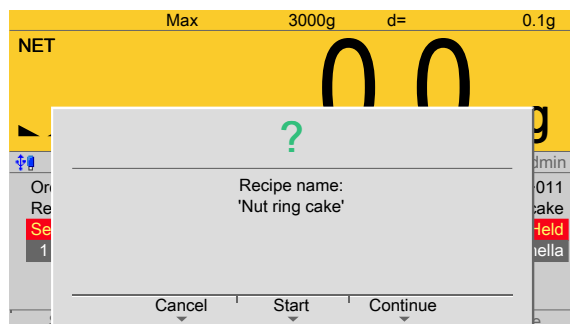 Max 3000g d= 0.1g
NET
0.0
g
?
Recipe name:
'Nut ring cake'
Cancel Start Continue